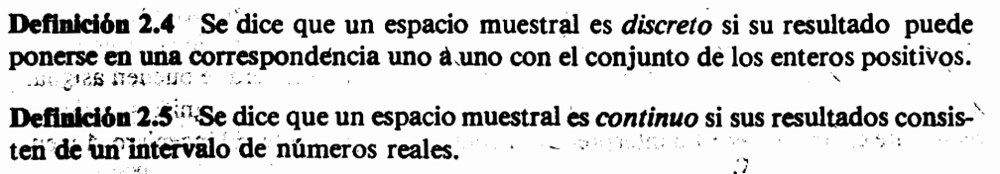 Definición 2.4 Se dice que un espacio muestral es discreto si su resultado puede
ponerse en una correspondencia uno a uno con el conjunto de los enteros positivos.
Definición 2.5 Se dice que un espacio muestral es continuo si sus resultados consis-
ten de un intervalo de números reales.